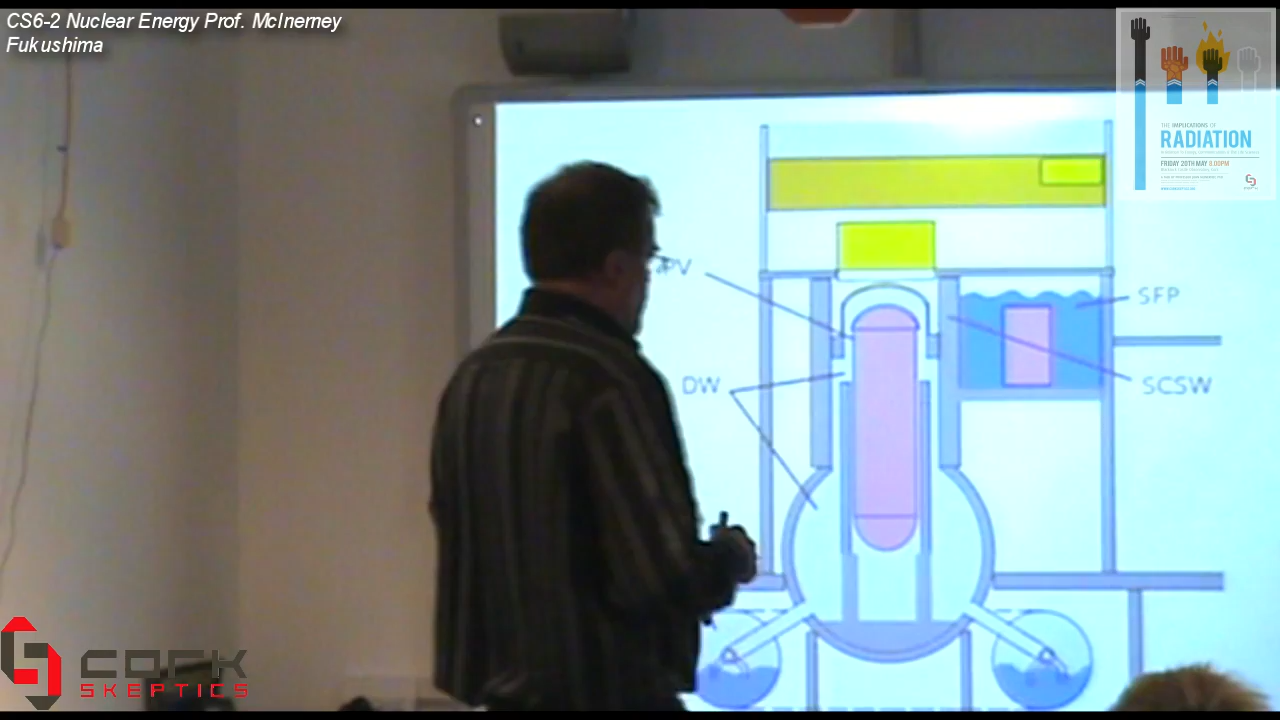 CS6-2 Nuclear Energy Prof. McInerney
Fukushima
THE IMPLICATIONS OF
RADIATION
FRIDAY 20TH MAY 8.00PM
SFP
DW
SCSW
cork
SKEPTICS